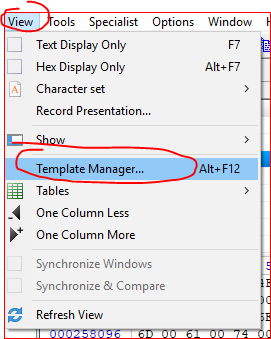 View Tools Specialist Options Window
Text Display Only F7
Hex Display Only Alt+F7
Character set
Record Presentation...
Show
Template Manager... Alt+F12
Tables
One Column Less
One Column More
Synchronize Windows
Synchronize & Compare
Refresh View
000258096 6D 00 61 00 74 00